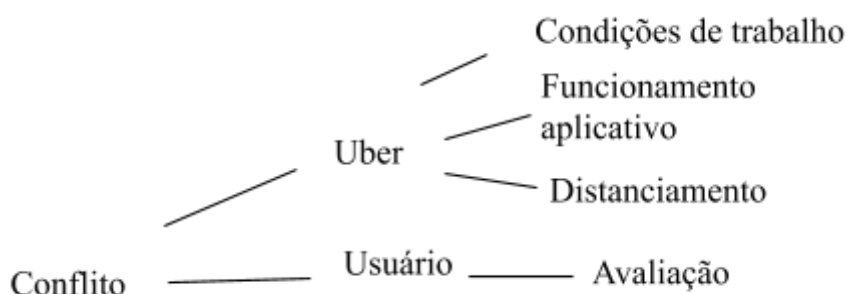 Condições de trabalho
Funcionamento
aplicativo
Uber
Distanciamento
Usuário
Avaliação
Conflito